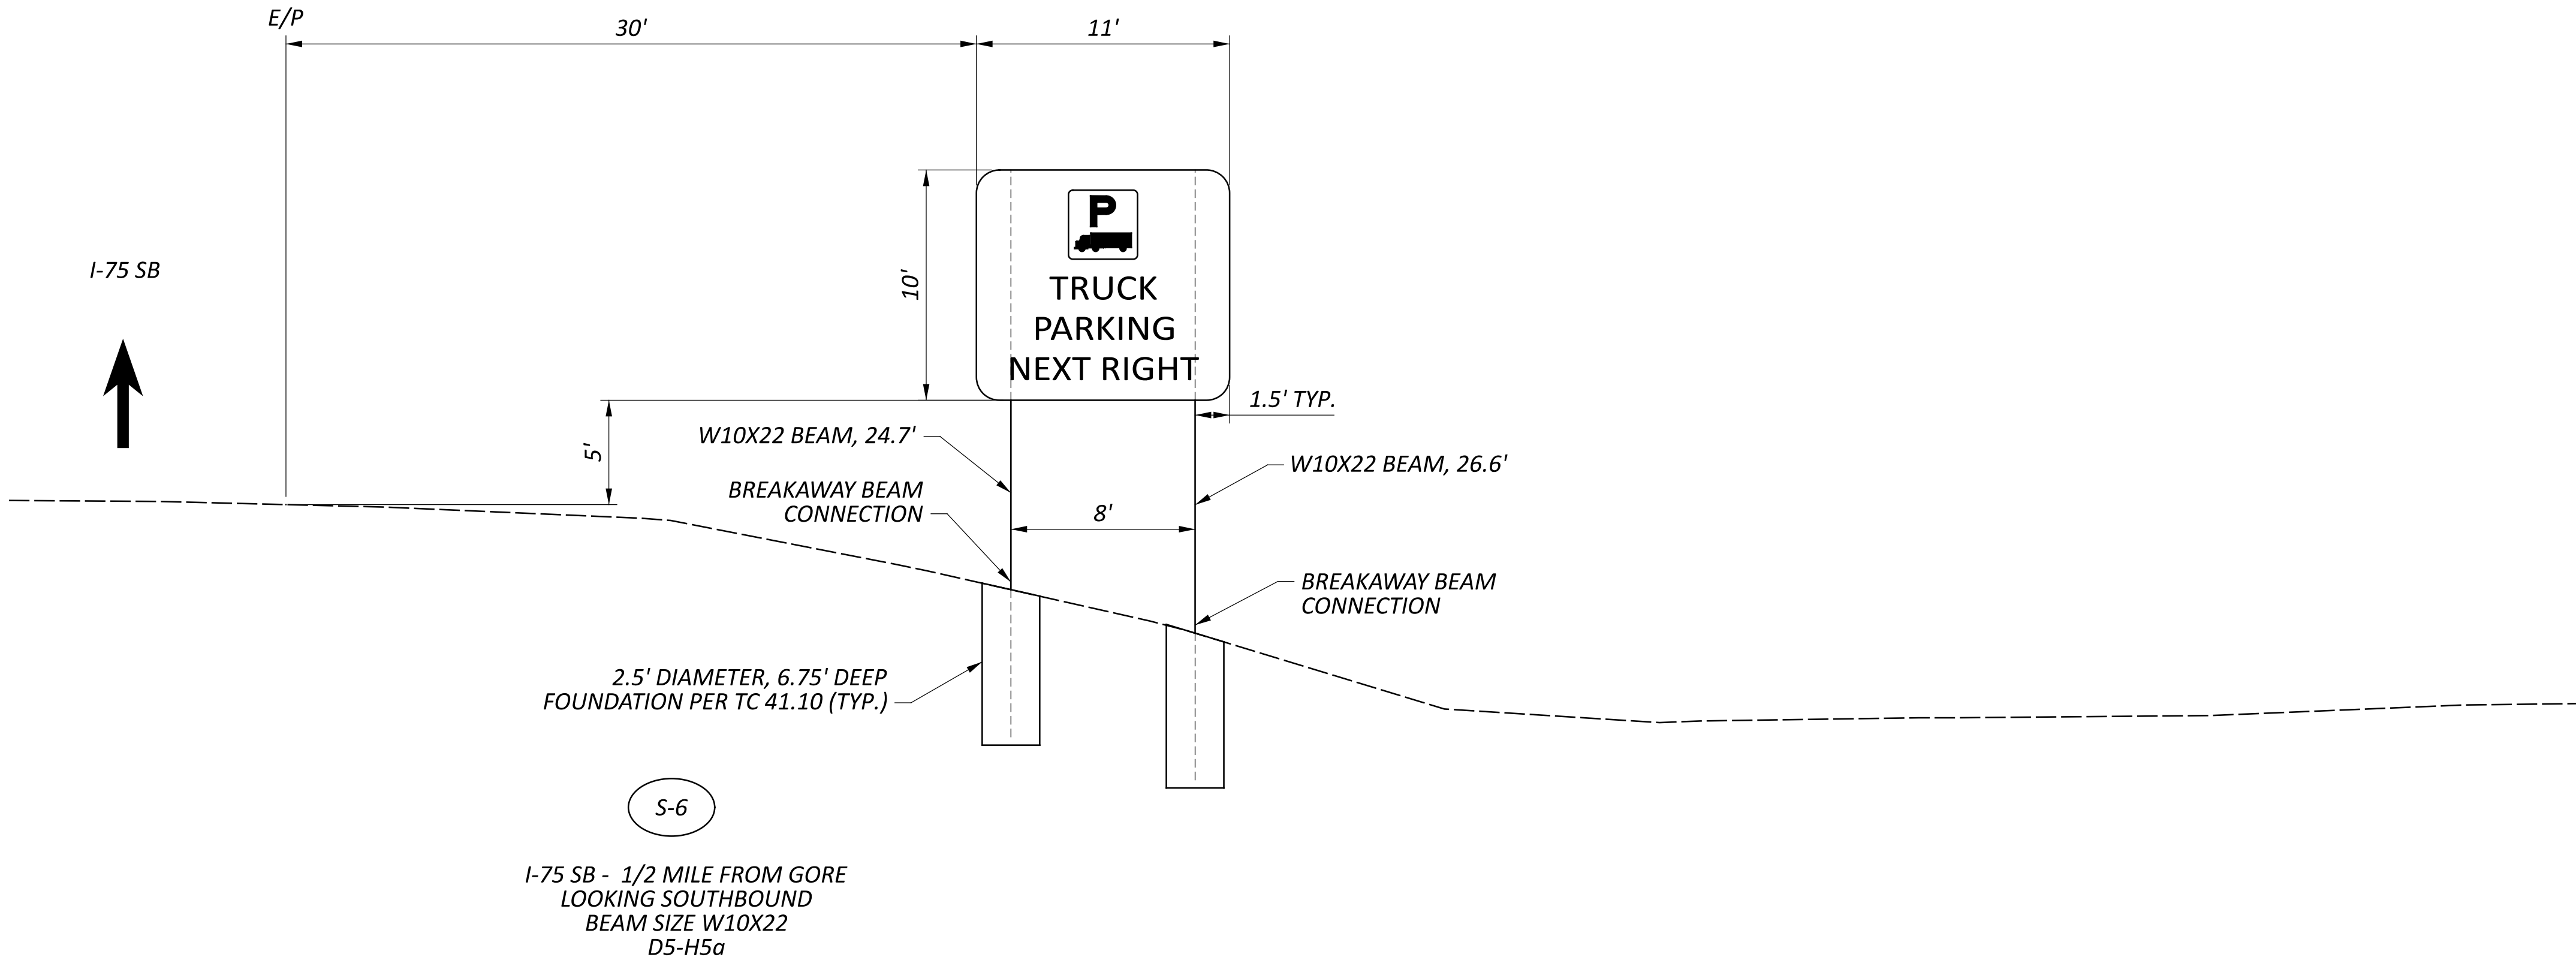 E/P
30'
11'
I-75 SB
10'
P
TRUCK
PARKING
NEXT RIGHT
1.5' TYP.
5'
W10X22 BEAM, 24.7'
W10X22 BEAM, 26.6'
BREAKAWAY BEAM
CONNECTION
8'
BREAKAWAY BEAM
CONNECTION
2.5' DIAMETER, 6.75' DEEP
FOUNDATION PER TC 41.10 (TYP.)
S-6
I-75 SB - 1/2 MILE FROM GORE
LOOKING SOUTHBOUND
BEAM SIZE W10X22
D5-H5a